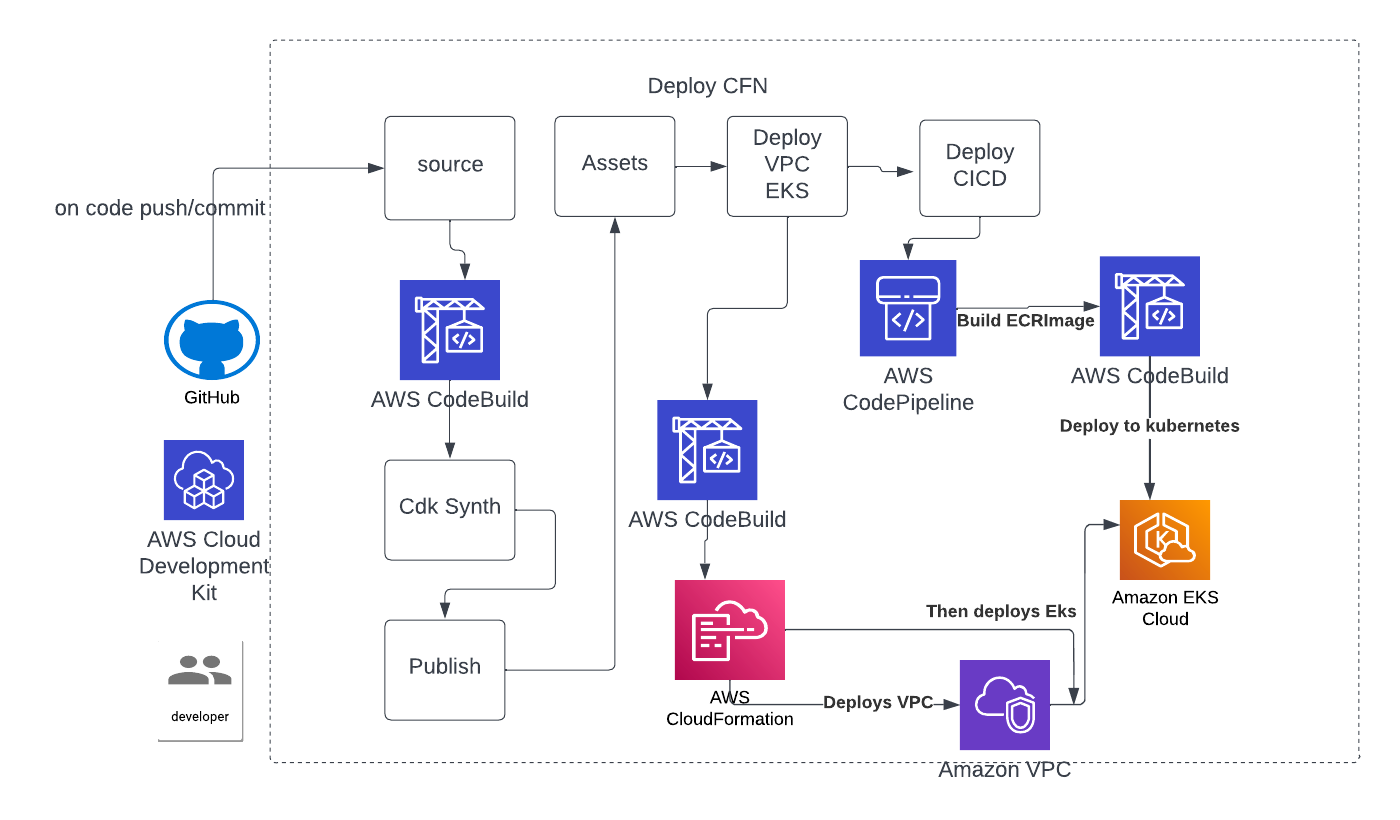 Deploy CFN
source
Assets
Deploy
VPC
EKS
Deploy
CICD
on code push/commit
GitHub
AWS CodeBuild
Build ECRImage
AWS
CodePipeline
AWS CodeBuild
Deploy to kubernetes
AWS Cloud
Development
Kit
Cdk Synth
AWS CodeBuild
Amazon EKS
Cloud
Then deploys Eks
developer
Publish
AWS
CloudFormation
Deploys VPC
Amazon VPC